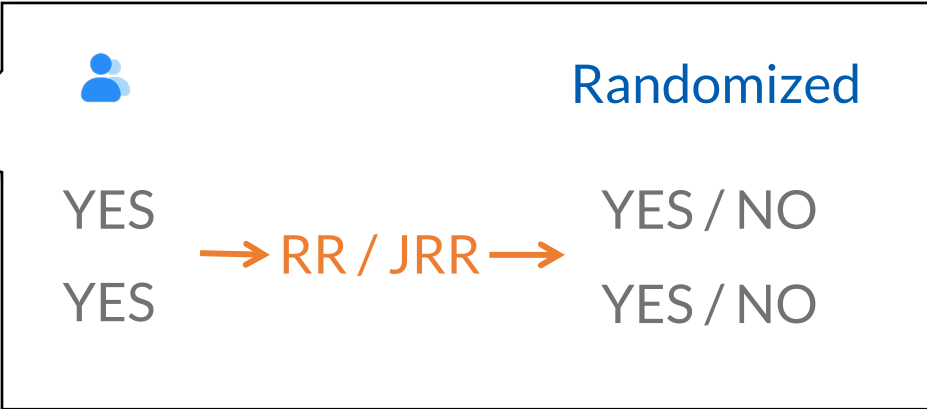 Randomized
YES
YES / NO
RR / JRR
YES
YES / NO